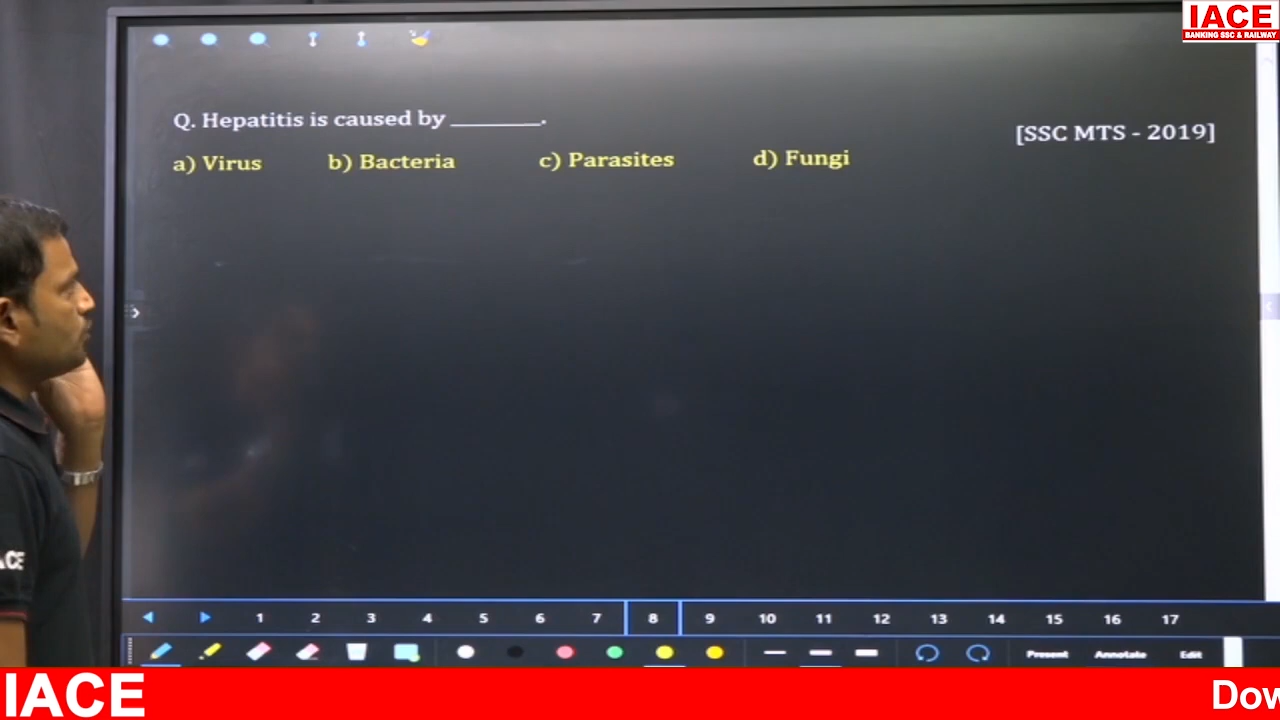 IACE
BANKING SSC & RAILWAY
Q. Hepatitis is caused by ________.
[SSC MTS - 2019]
a) Virus b) Bacteria c) Parasites d) Fungi
ACE
1 2 3 4 5 6 7 8 9 10 11 12 13 14 15 16 17
Present Annotate Edit
IACE
Dow